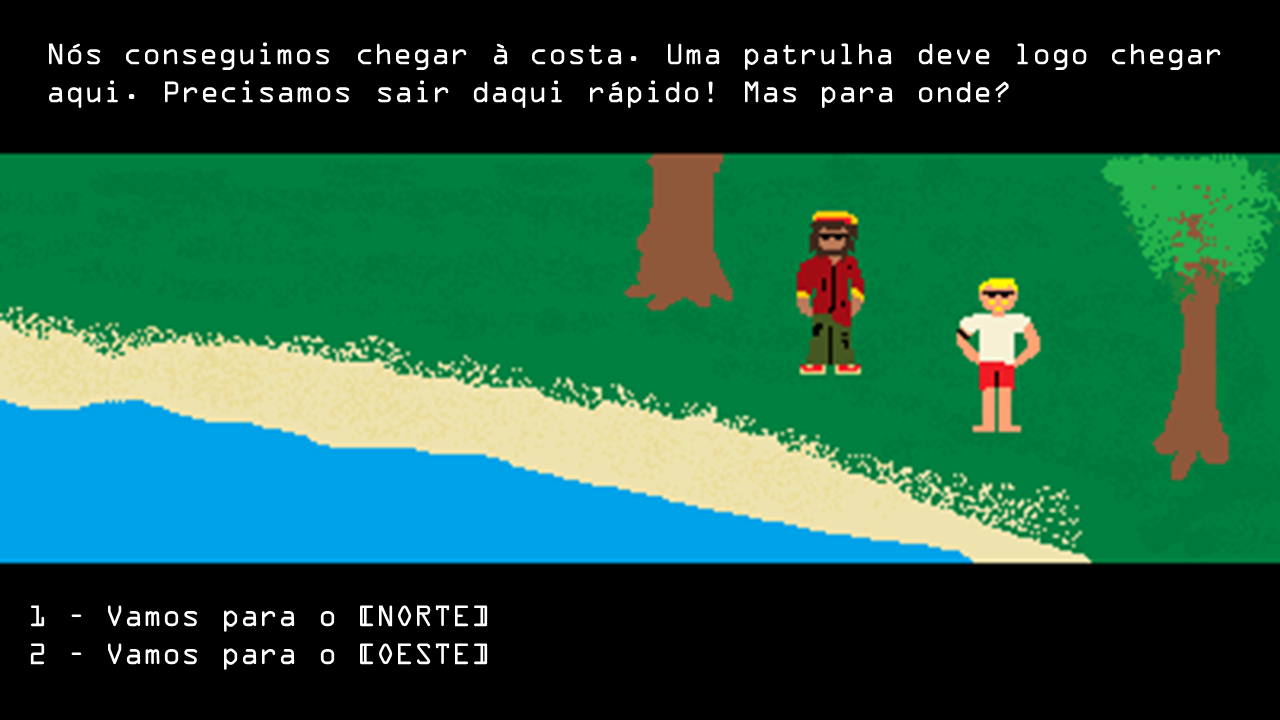 Nós conseguimos chegar à costa. Uma patrulha deve logo chegar
aqui. Precisamos sair daqui rápido! Mas para onde?
1 - Vamos para o [NORTE]
2 - Vamos para o [OESTE]